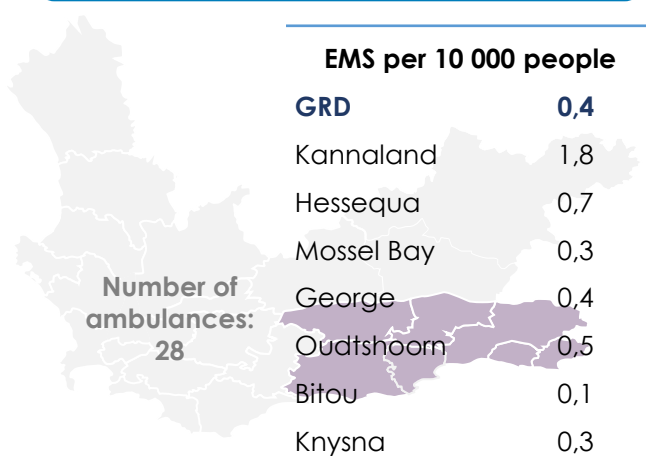 EMS per 10 000 people
GRD 0,4
Kannaland 1,8
Hessequa 0,7
Mossel Bay 0,3
George 0,4
Oudtshoorn 0,5
Bitou 0,1
Knysna 0,3
Number of
ambulances:
28